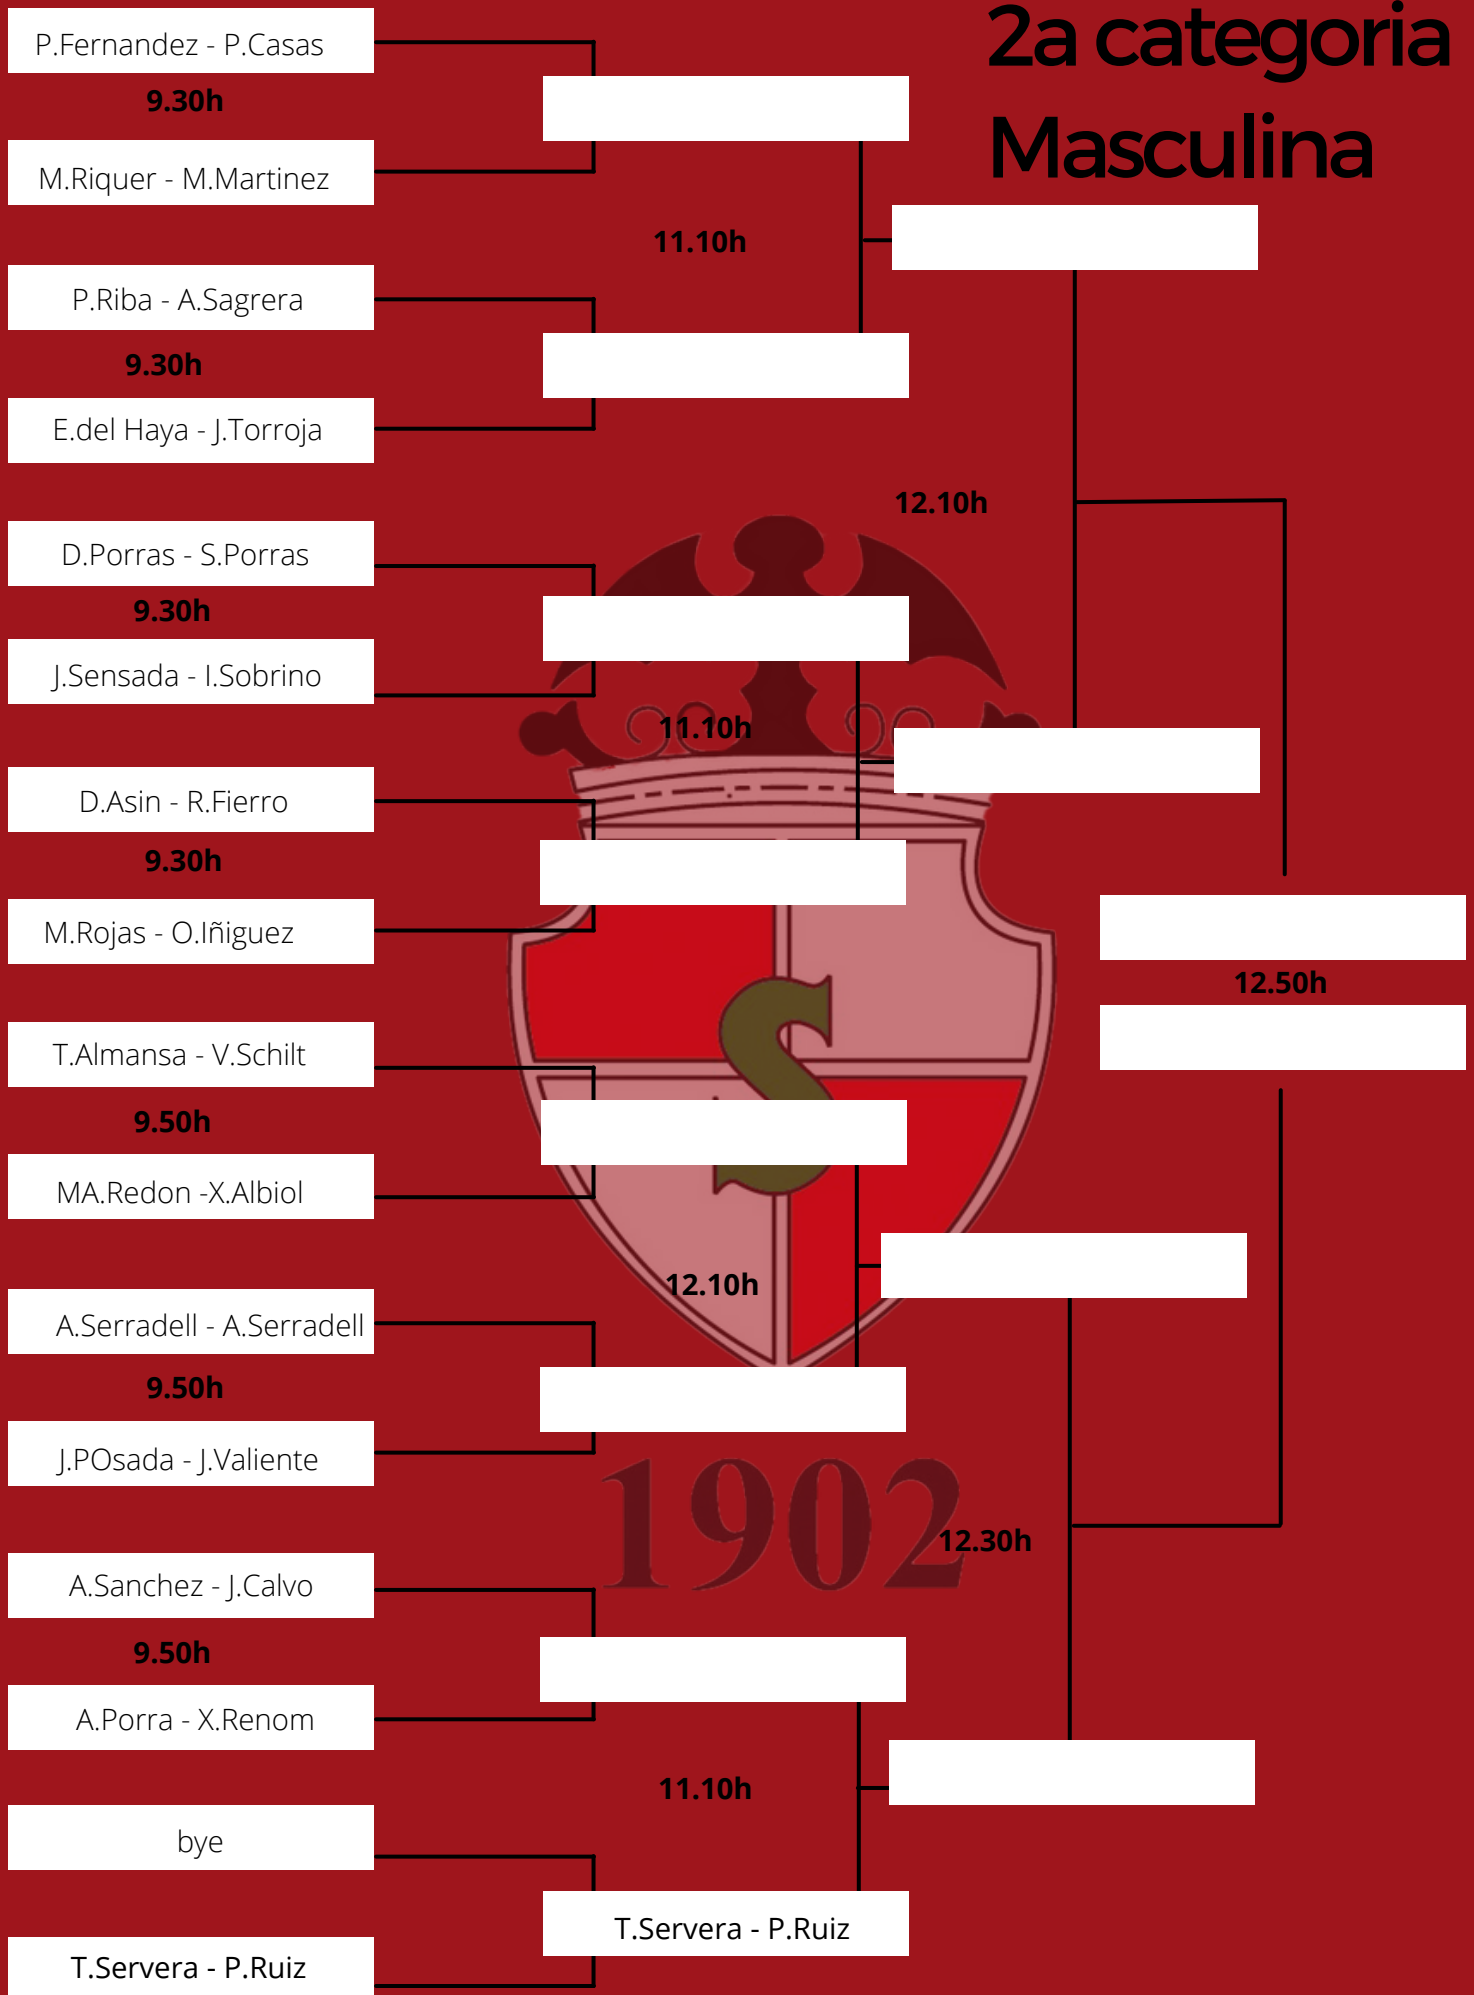 2a categoria
Masculina
P.Fernandez - P.Casas
9.30h
M.Riquer - M.Martinez
11.10h
P.Riba - A.Sagrera
9.30h
E.del Haya - J.Torroja
12.10h
D.Porras - S.Porras
9.30h
J.Sensada - I.Sobrino
11.10h
D.Asin - R.Fierro
9.30h
M.Rojas - O.Iñiguez
12.50h
S
T.Almansa - V.Schilt
9.50h
MA.Redon -X.Albiol
12.10h
A.Serradell - A.Serradell
9.50h
J.POsada - J.Valiente
1902
12.30h
A.Sanchez - J.Calvo
9.50h
A.Porra - X.Renom
11.10h
bye
T.Servera - P.Ruiz
T.Servera - P.Ruiz